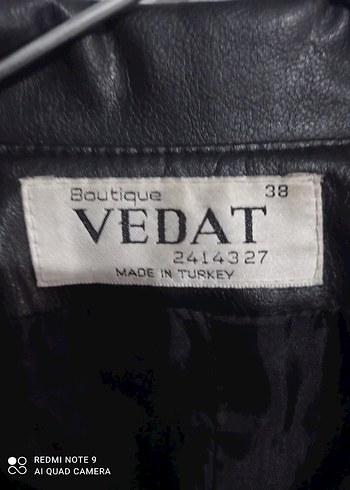 Boutique 38
VEDAT
2414327
MADE IN TURKEY
REDMI NOTE 9
AI QUAD CAMERA